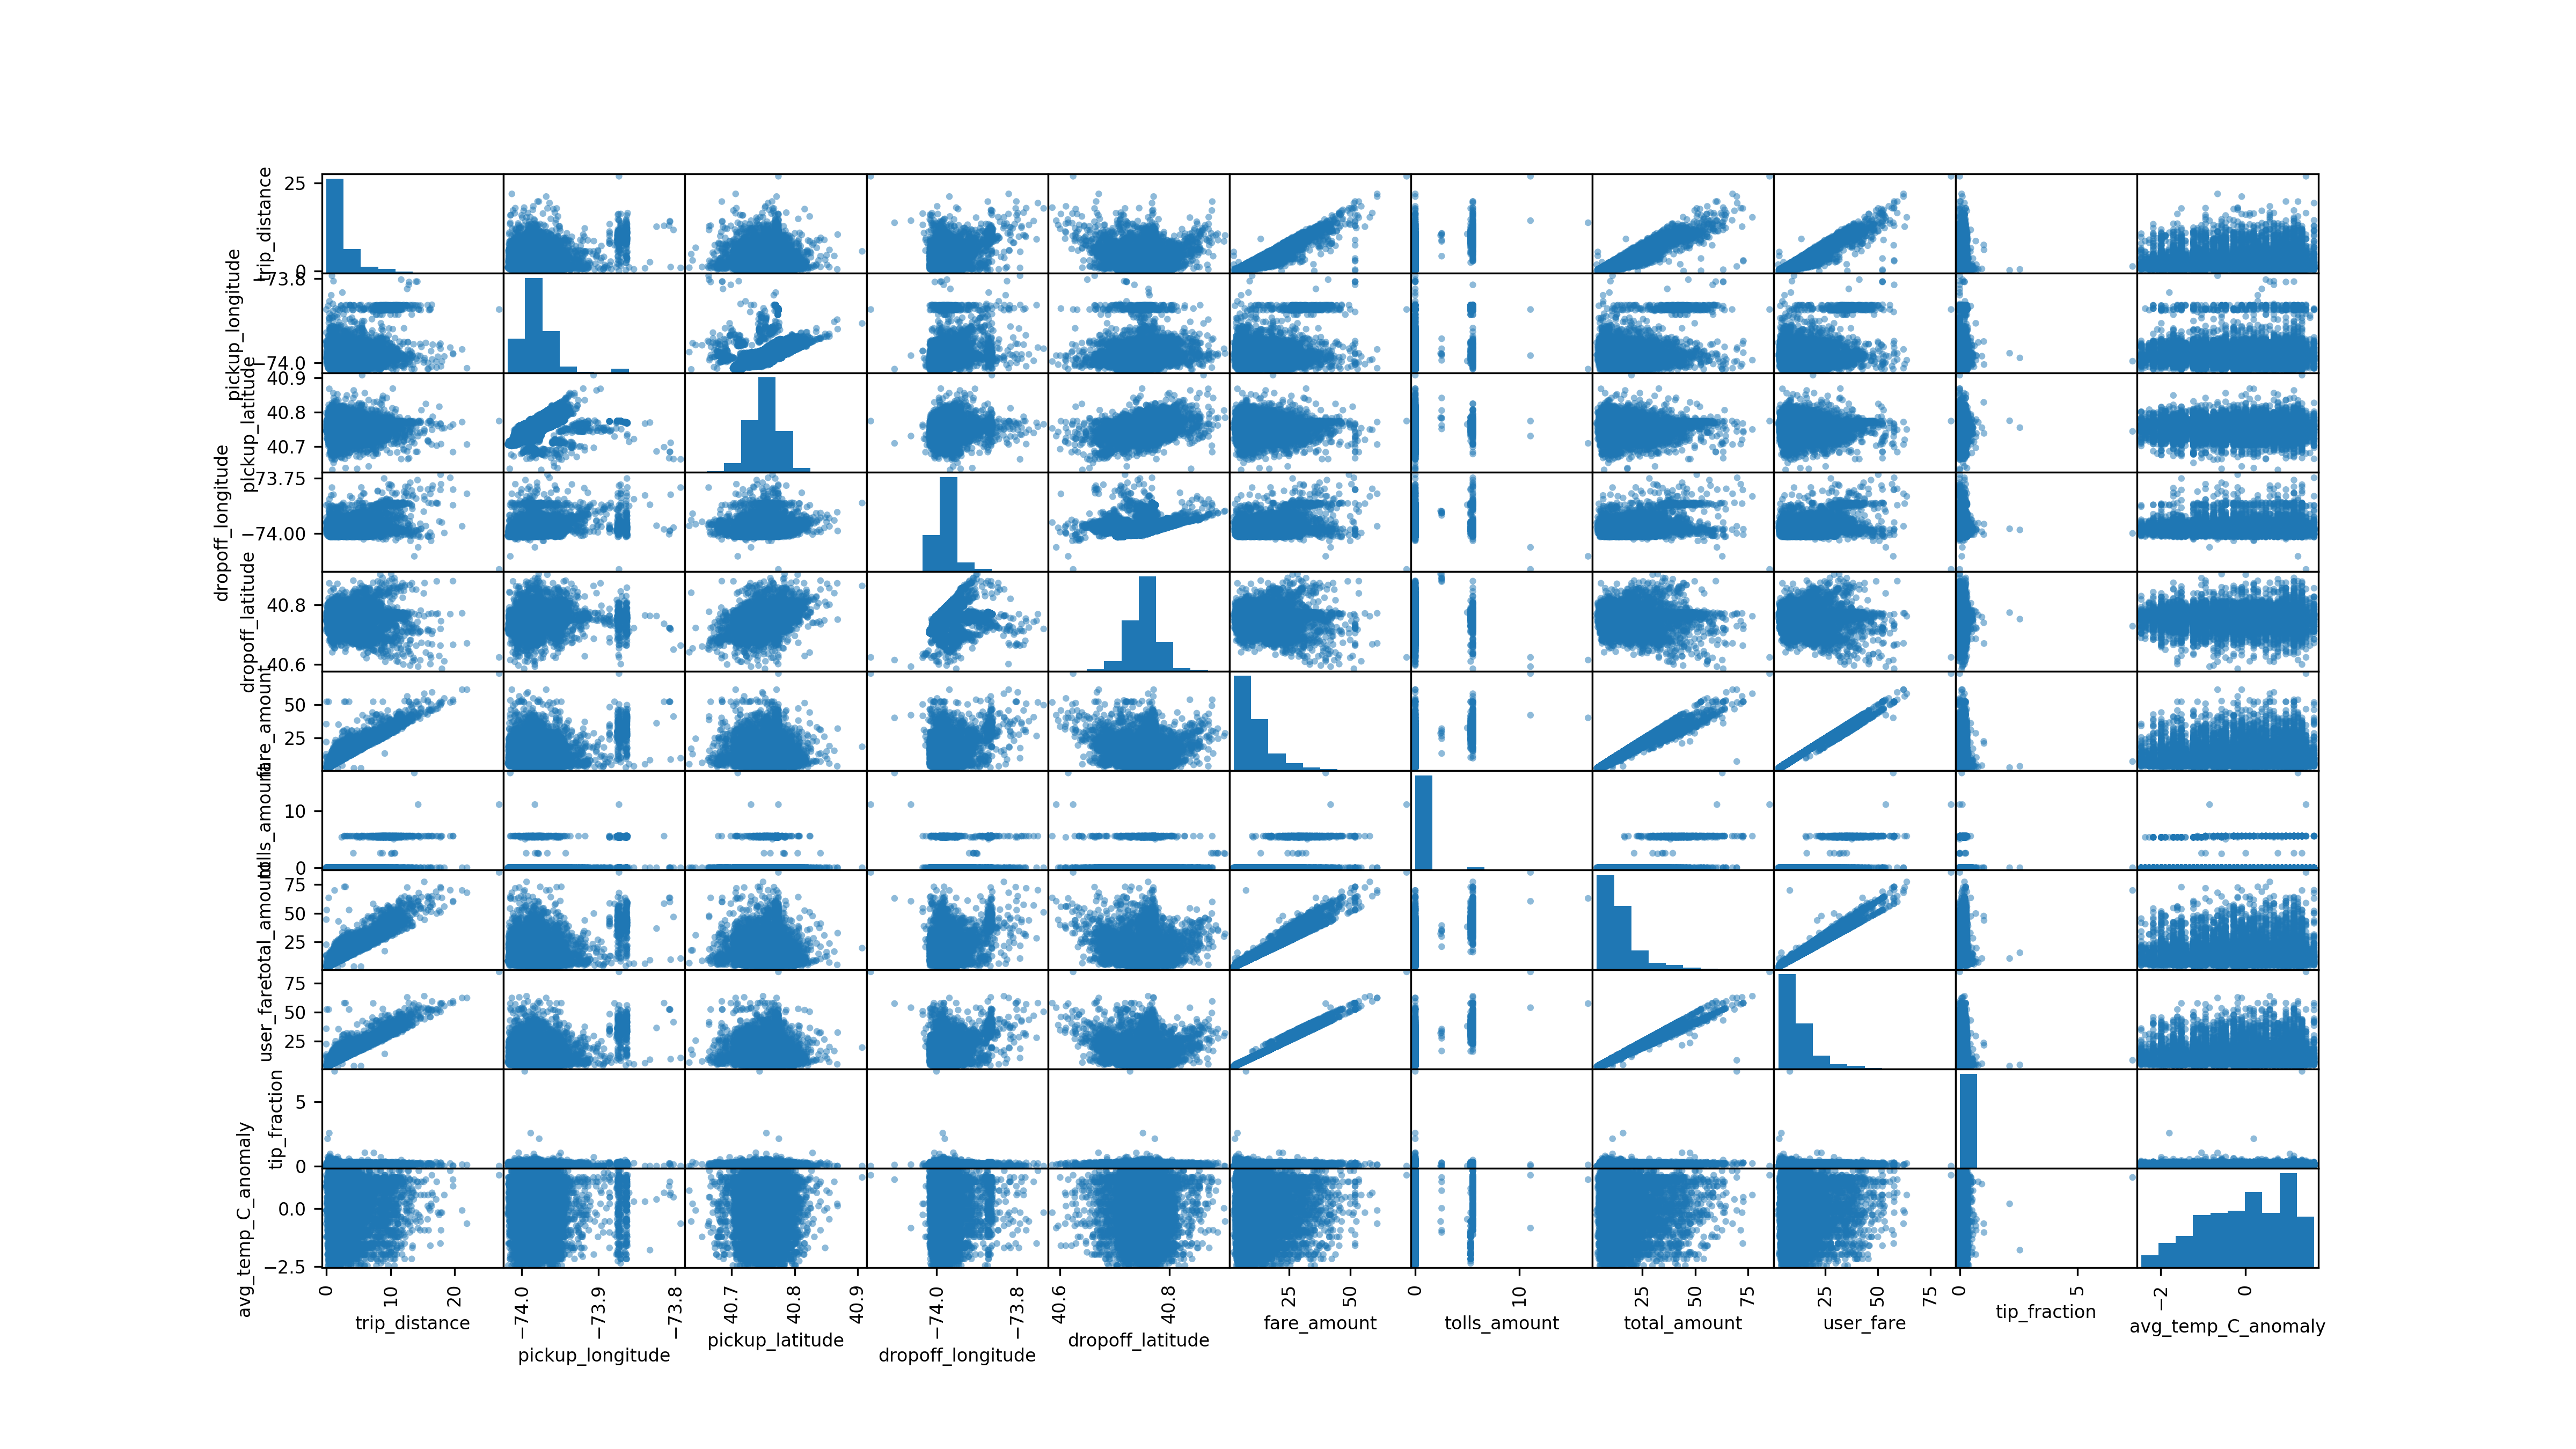 trip_distance
25
0
pickup_longitude
−73.8
−74.0
pickup_latitude
40.9
40.8
40.7
dropoff_longitude
−73.75
−74.00
dropoff_latitude
40.8
40.6
fare_amount
50
25
tolls_amount
10
0
total_amount
75
50
25
user_fare
75
50
25
tip_fraction
5
0
avg_temp_C_anomaly
0.0
−2.5
0 10 20
−74.0 −73.9 −73.8
40.7 40.8 40.9
−74.0 −73.8
40.6 40.8
25 50
0 10
25 50 75
25 50 75
0 5
−2 0
trip_distance
pickup_longitude
pickup_latitude
dropoff_longitude
dropoff_latitude
fare_amount
tolls_amount
total_amount
user_fare
tip_fraction
avg_temp_C_anomaly